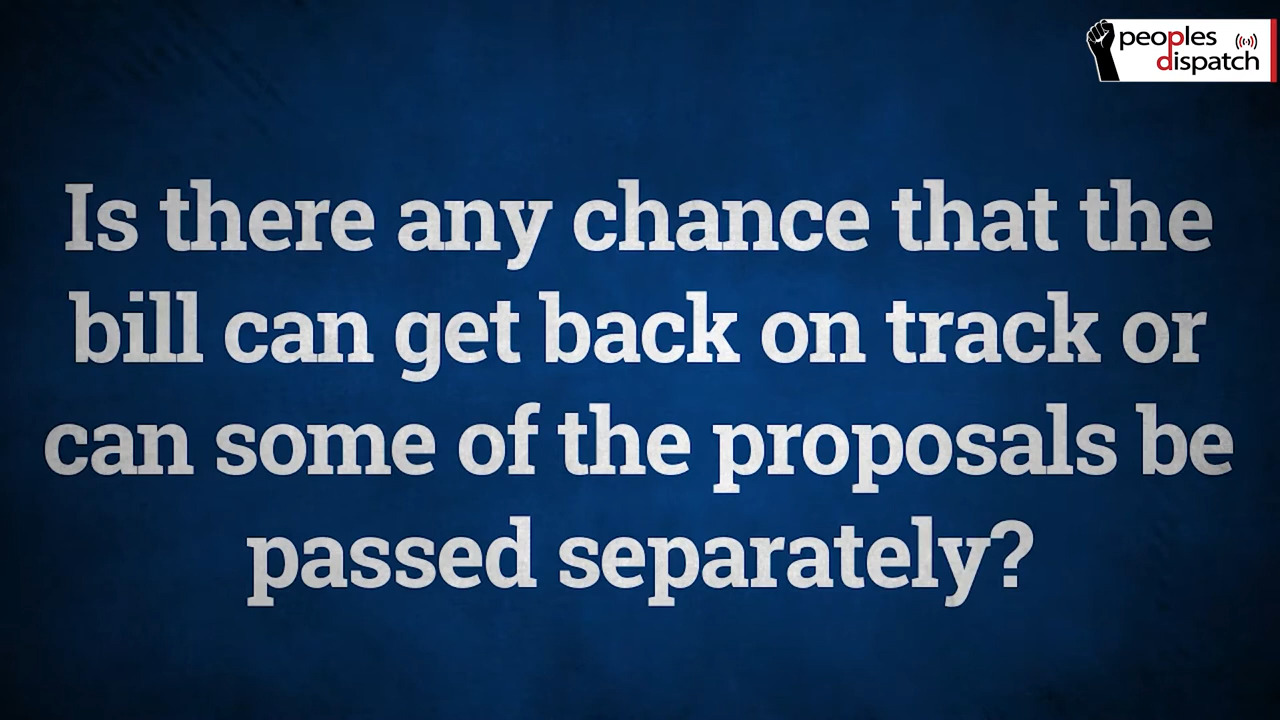 peoples
dispatch
Is there any chance that the
bill can get back on track or
can some of the proposals be
passed separately?